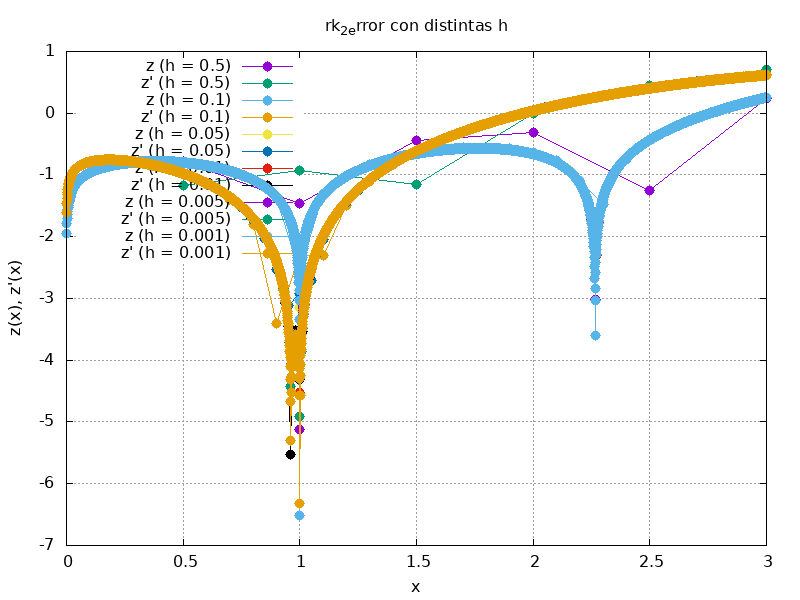 rk₂ₑrror con distintas h
z (h = 0.5)
z' (h = 0.5)
z (h = 0.1)
z' (h = 0.1)
z (h = 0.05)
z' (h = 0.05)
z' (h = 0.01)
z (h = 0.005)
z' (h = 0.005)
z (h = 0.001)
z' (h = 0.001)
1
0
-1
-2
-3
-4
-5
-6
-7
z(x), z'(x)
0 0.5 1 1.5 2 2.5 3
x